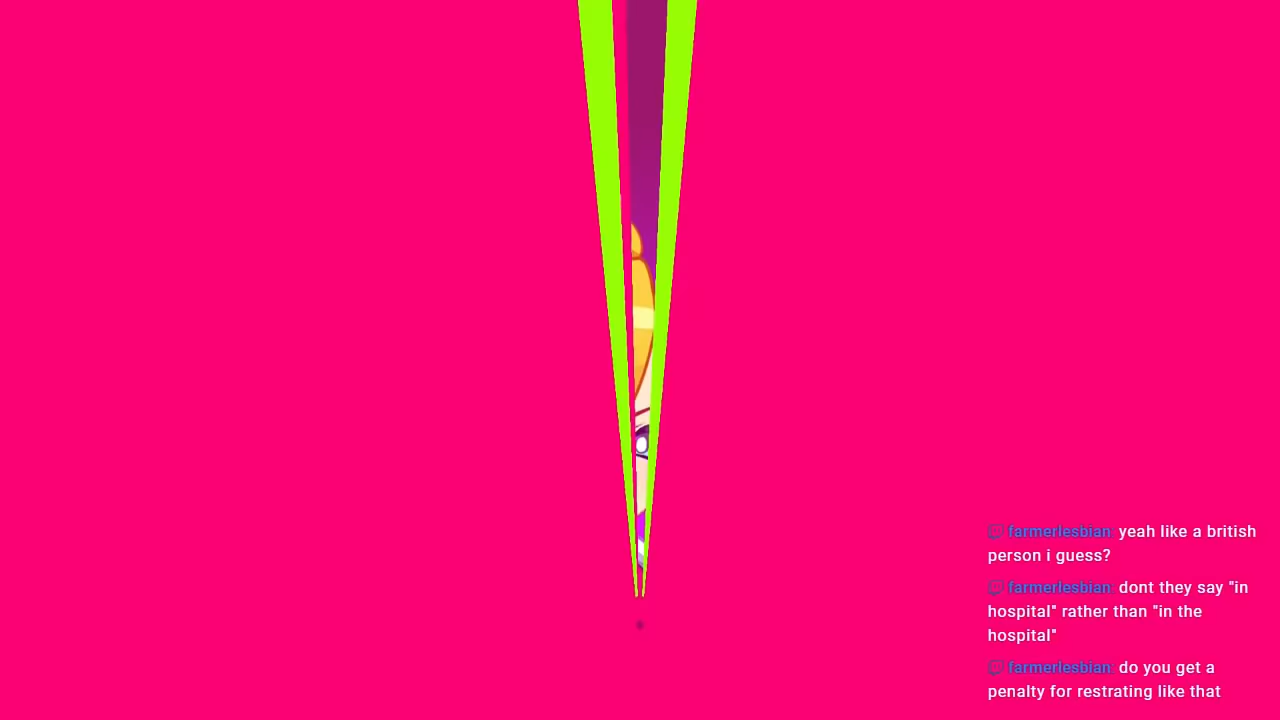 farmerlesbian: yeah like a british
person i guess?
farmerlesbian: dont they say "in
hospital" rather than "in the
hospital"
farmerlesbian: do you get a
penalty for restrating like that